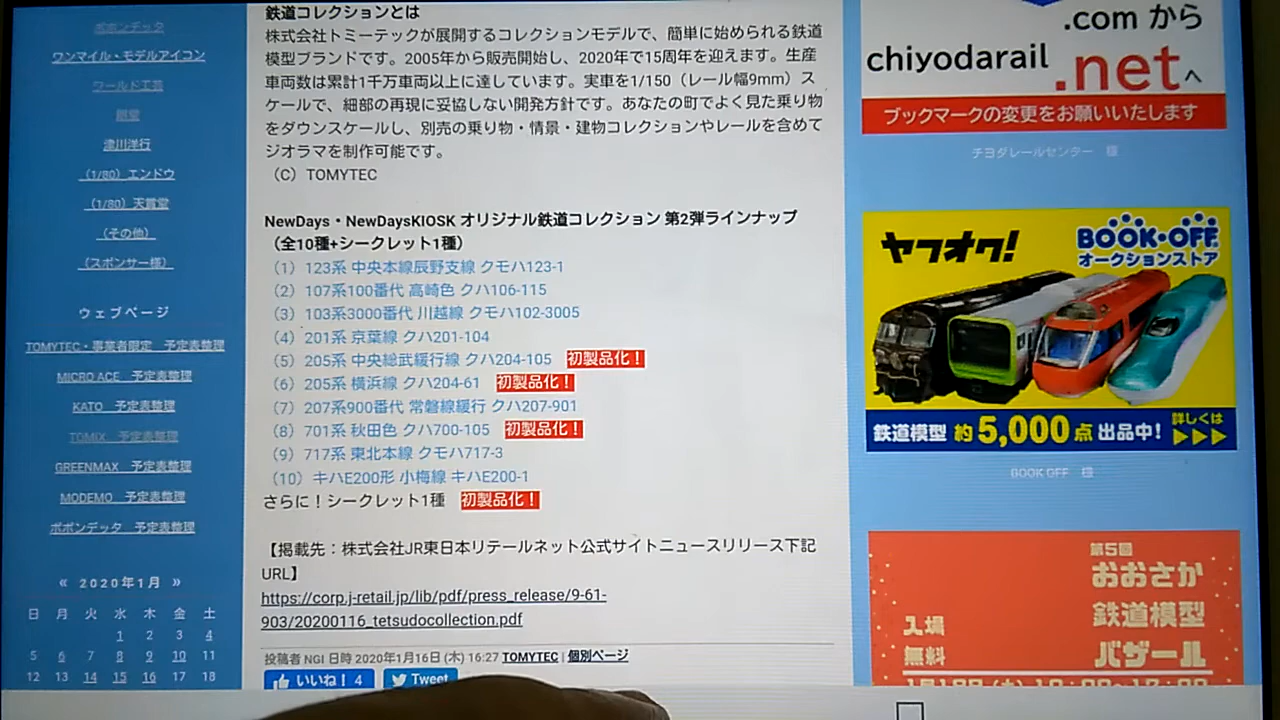 ポポンデッタ
ワンマイル・モデルアイコン
ワールド工芸
津川洋行
(1/80)エンドウ
(1/80)天賞堂
(その他)
(スポンサー様)
ウェブページ
TOMYTEC・事業者限定　予定表整理
MICRO ACE　予定表整理
KATO　予定表整理
TOMIX　予定表整理
GREENMAX　予定表整理
MODEMO　予定表整理
ポポンデッタ　予定表整理
« 2020年1月 »
日 月 火 水 木 金 土
1 2 3 4
5 6 7 8 9 10 11
12 13 14 15 16 17 18
鉄道コレクションとは
株式会社トミーテックが展開するコレクションモデルで、簡単に始められる鉄道
模型ブランドです。2005年から販売開始し、2020年で15周年を迎えます。生産
車両数は累計1千万車両以上に達しています。実車を1/150（レール幅9mm）ス
ケールで、細部の再現に妥協しない開発方針です。あなたの町でよく見た乗り物
をダウンスケールし、別売の乗り物・情景・建物コレクションやレールを含めて
ジオラマを制作可能です。
（C）TOMYTEC
NewDays・NewDaysKIOSK オリジナル鉄道コレクション 第2弾ラインナップ
（全10種+シークレット1種）
（1）123系 中央本線辰野支線 クモハ123-1
（2）107系100番代 高崎色 クハ106-115
（3）103系3000番代 川越線 クモハ102-3005
（4）201系 京葉線 クハ201-104
（5）205系 中央総武緩行線 クハ204-105 初製品化！
（6）205系 横浜線 クハ204-61 初製品化！
（7）207系900番代 常磐線緩行 クハ207-901
（8）701系 秋田色 クハ700-105 初製品化！
（9）717系 東北本線 クモハ717-3
（10）キハE200形 小梅線 キハE200-1
さらに！シークレット1種 初製品化！
【掲載先：株式会社JR東日本リテールネット公式サイトニュースリリース下記
URL】
https://corp.j-retail.jp/lib/pdf/press_release/9-61-
903/20200116_tetsudocollection.pdf
投稿者 NGI 日時 2020年1月16日 (木) 16:27 TOMYTEC | 個別ページ
いいね！ 4 Tweet
.com から
chiyodarail .netへ
ブックマークの変更をお願いいたします
チヨダレールセンター　様
ヤフオク! BOOK・OFF
オークションストア
鉄道模型 約5,000点 出品中! 詳しくは
BOOK OFF　様
第5回
おおさか
鉄道模型
バザール
入場
無料